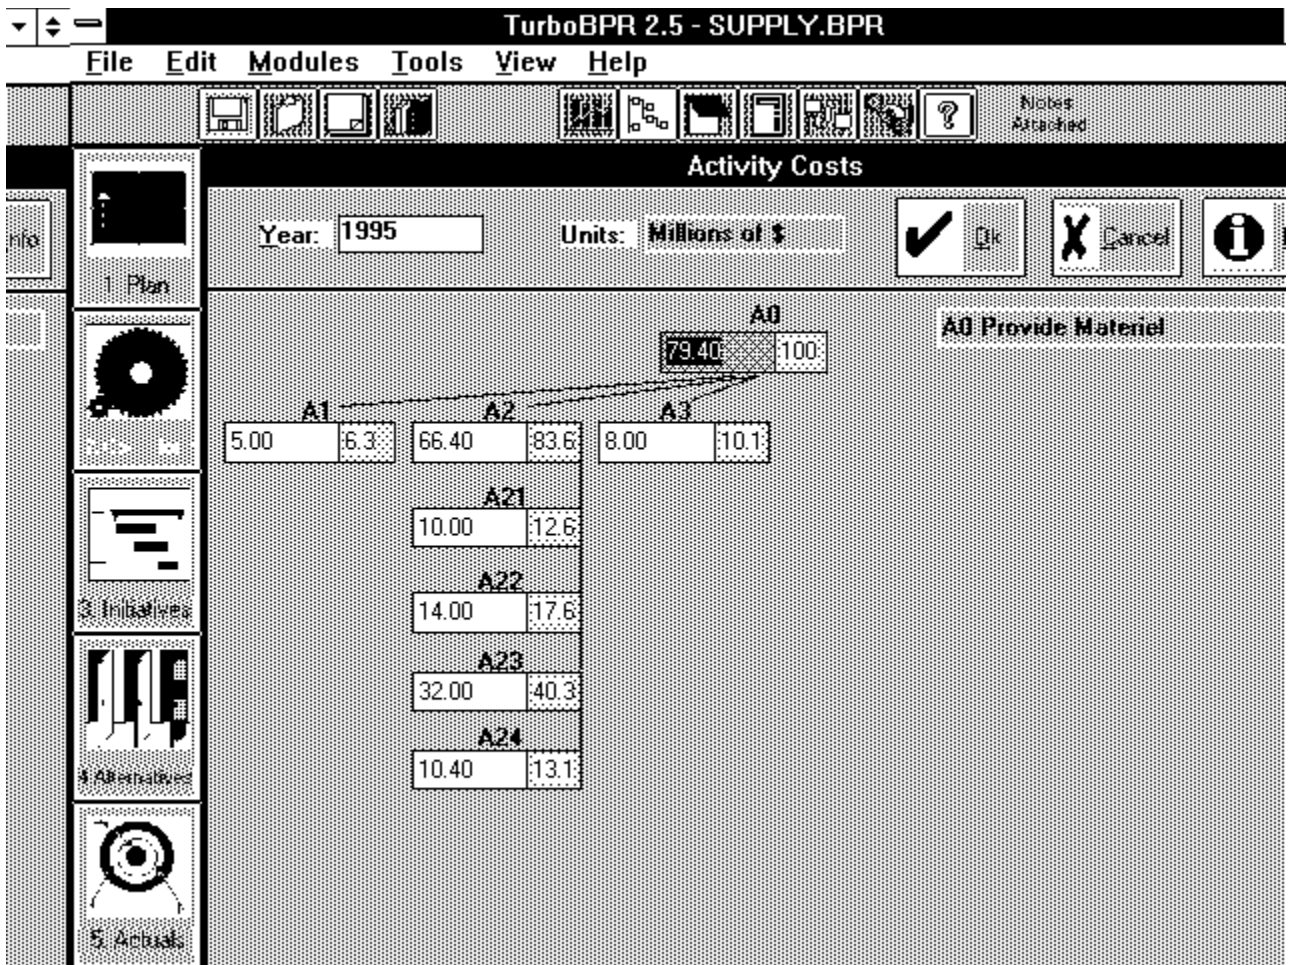 TurboBPR 2.5 - SUPPLY.BPR
File Edit Modules Tools View Help
Notes
Attached
Activity Costs
nfo
Year: 1995 Units: Millions of $ Ok Cancel
1. Plan
A0 A0 Provide Materiel
79.40 100
A1 A2 A3
5.00 6.3 66.40 83.6 8.00 10.1
A21
10.00 12.6
A22
14.00 17.6
3. Initiatives
A23
32.00 40.3
A24
10.40 13.1
4 Alternatives
5. Actuals